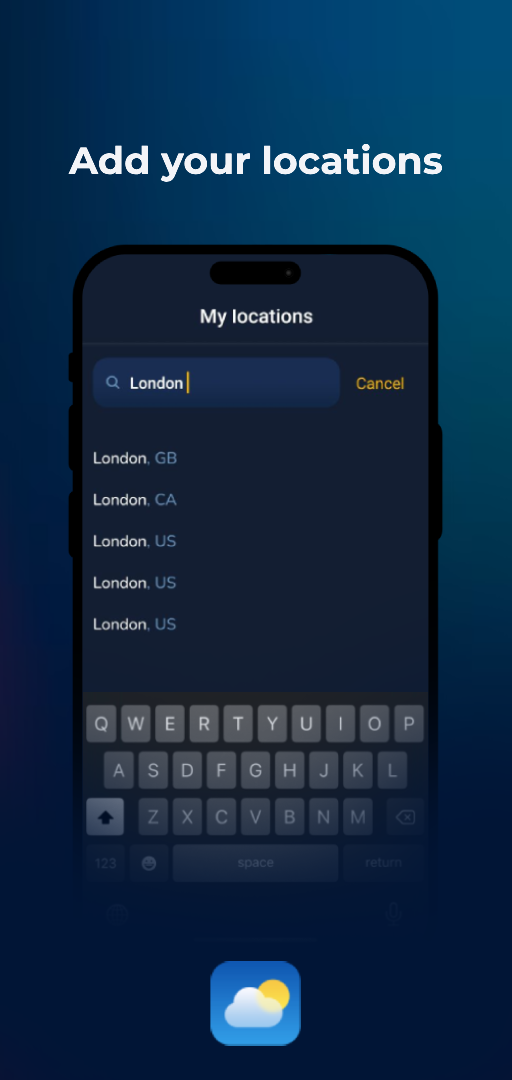 Add your locations
My locations
London Cancel
London, GB
London, CA
London, US
London, US
London, US
Q W E R T Y U I O P
A S D F G H J K L
Z X C V B N M
123 space return